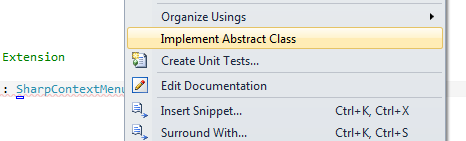 Organize Usings
Implement Abstract Class
Extension
Create Unit Tests...
: SharpContextMenu
Edit Documentation
Insert Snippet... Ctrl+K, Ctrl+X
Surround With... Ctrl+K, Ctrl+S